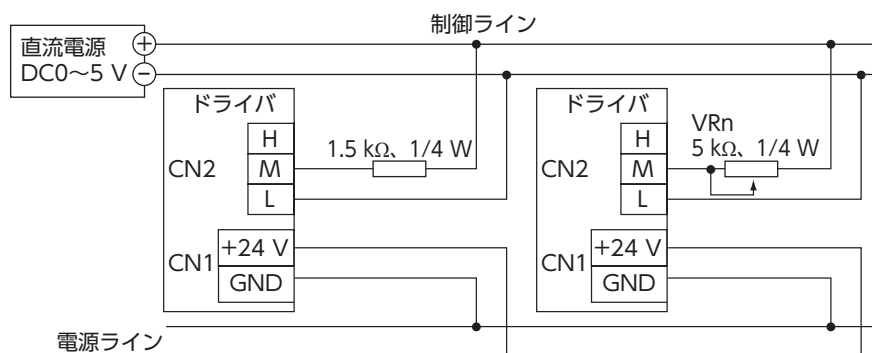 制御ライン
直流電源
DC0～5 V
+
−
ドライバ
CN2
H
M
L
1.5 kΩ、1/4 W
CN1
+24 V
GND
ドライバ
CN2
H
M
L
VRn
5 kΩ、1/4 W
CN1
+24 V
GND
電源ライン